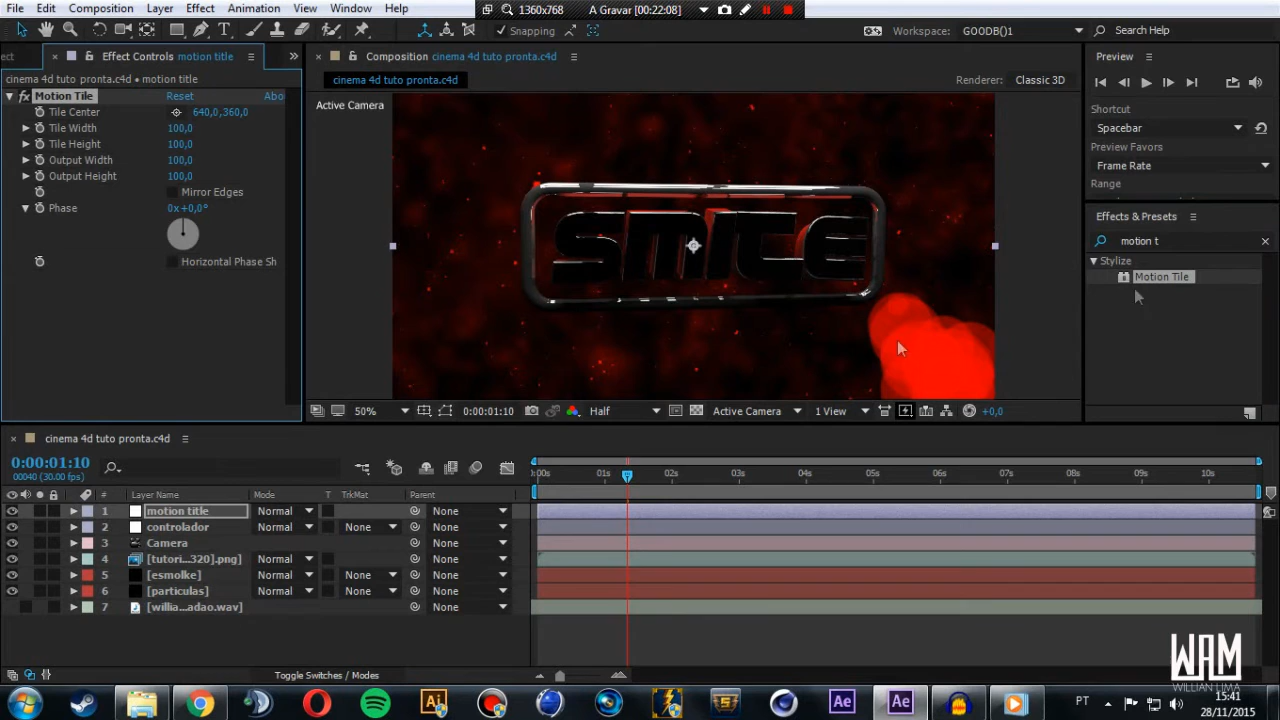 File Edit Composition Layer Effect Animation View Window Help
1360x768 A Gravar [00:22:08]
Snapping
Workspace: GOODB()1
Search Help
ect
Effect Controls motion title
cinema 4d tuto pronta.c4d • motion title
fx Motion Tile Reset Abo
Tile Center 640,0,360,0
Tile Width 100,0
Tile Height 100,0
Output Width 100,0
Output Height 100,0
Mirror Edges
Phase 0x+0,0°
Horizontal Phase Sh
Composition cinema 4d tuto pronta.c4d
cinema 4d tuto pronta.c4d
Renderer: Classic 3D
Active Camera
SMITE
50% 0:00:01:10 Half Active Camera 1 View +0,0
Preview
Shortcut
Spacebar
Preview Favors
Frame Rate
Range
Effects & Presets
motion t
Stylize
Motion Tile
cinema 4d tuto pronta.c4d
0:00:01:10
00040 (30.00 fps)
# Layer Name Mode T TrkMat Parent
:00s 01s 02s 03s 04s 05s 06s 07s 08s 09s 10s
1 motion title Normal None
2 controlador Normal None None
3 Camera None
4 [tutori...320].png] Normal None
5 [esmolke] Normal None None
6 [particulas] Normal None None
7 [willia...adao.wav] None
Toggle Switches / Modes
WAM
WILLIAN LIMA
Ai Ae Ae
PT
15:41
28/11/2015